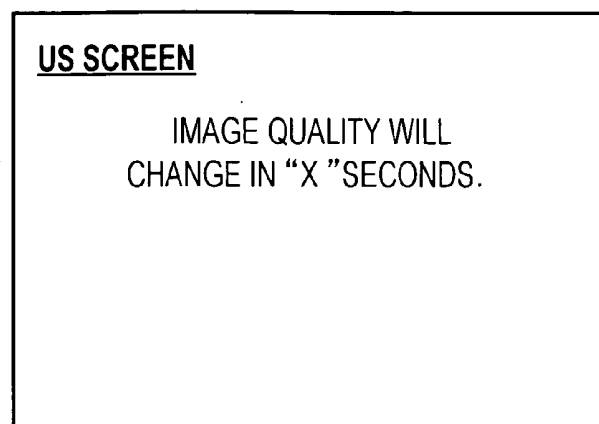 US SCREEN
IMAGE QUALITY WILL
CHANGE IN “X ”SECONDS.